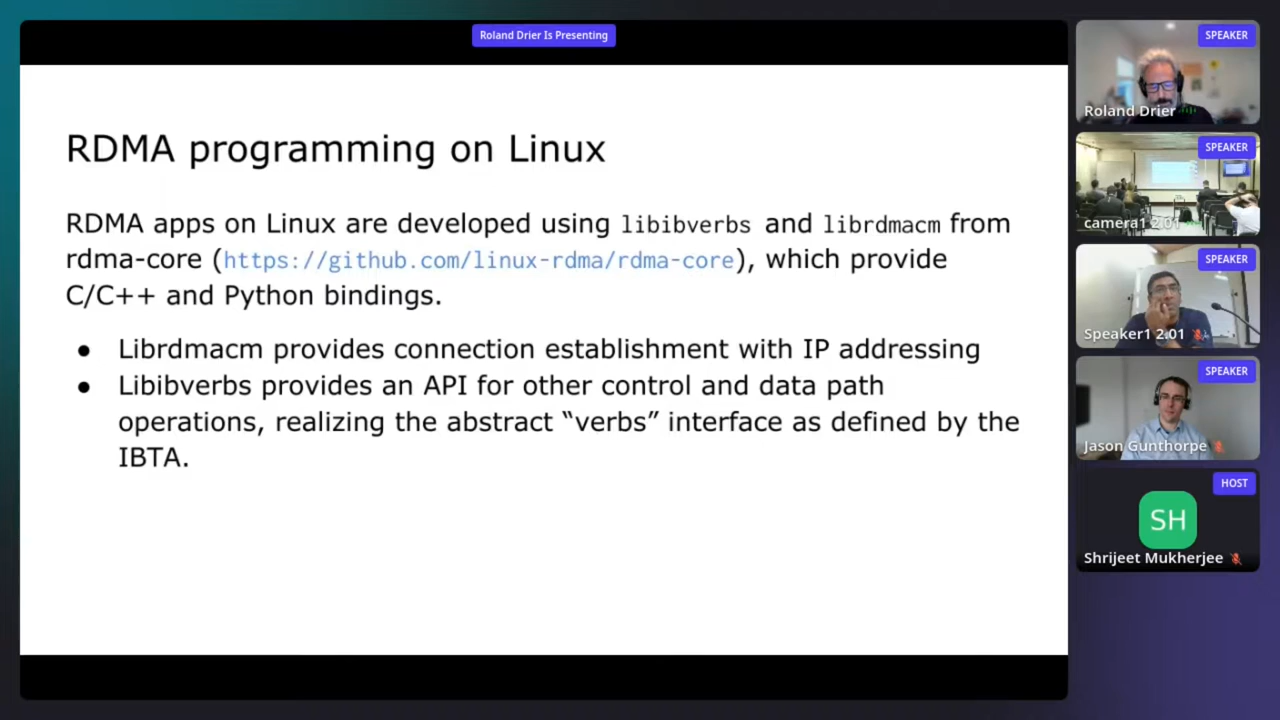 Roland Drier Is Presenting
RDMA programming on Linux
RDMA apps on Linux are developed using libibverbs and librdmacm from
rdma-core (https://github.com/linux-rdma/rdma-core), which provide
C/C++ and Python bindings.
● Librdmacm provides connection establishment with IP addressing
● Libibverbs provides an API for other control and data path
operations, realizing the abstract “verbs” interface as defined by the
IBTA.
SPEAKER
Roland Drier
SPEAKER
camera1 2.01
SPEAKER
Speaker1 2.01
SPEAKER
Jason Gunthorpe
HOST
SH
Shrijeet Mukherjee